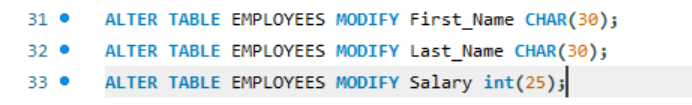 31 ALTER TABLE EMPLOYEES MODIFY First_Name CHAR(30);
32 ALTER TABLE EMPLOYEES MODIFY Last_Name CHAR(30);
33 ALTER TABLE EMPLOYEES MODIFY Salary int(25);